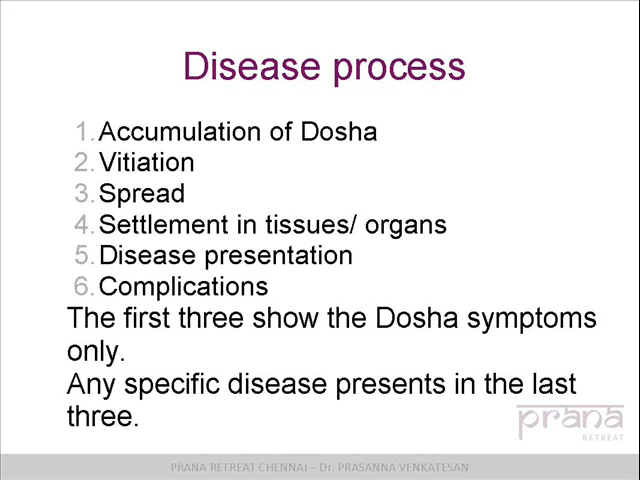 Disease process
1. Accumulation of Dosha
2. Vitiation
3. Spread
4. Settlement in tissues/ organs
5. Disease presentation
6. Complications
The first three show the Dosha symptoms
only.
Any specific disease presents in the last
three.
prana
RETREAT
PRANA RETREAT CHENNAI – Dr. PRASANNA VENKATESAN